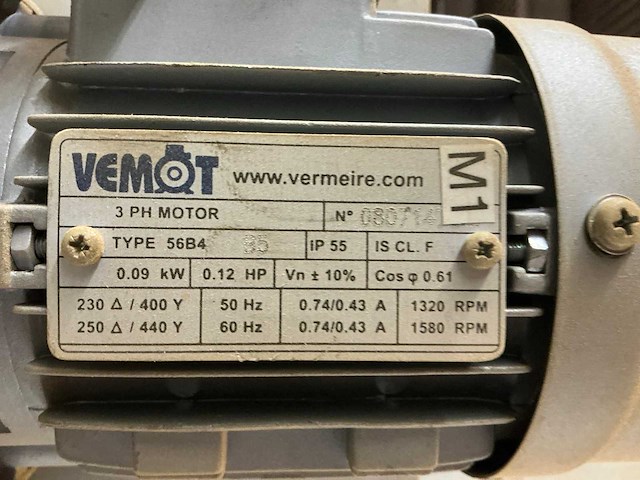 VEMOT www.vermeire.com
M1
3 PH MOTOR N° 080714
TYPE 56B4 B5 iP 55 IS CL. F
0.09 kW 0.12 HP Vn ± 10% Cos φ 0.61
230 Δ / 400 Y 50 Hz 0.74/0.43 A 1320 RPM
250 Δ / 440 Y 60 Hz 0.74/0.43 A 1580 RPM